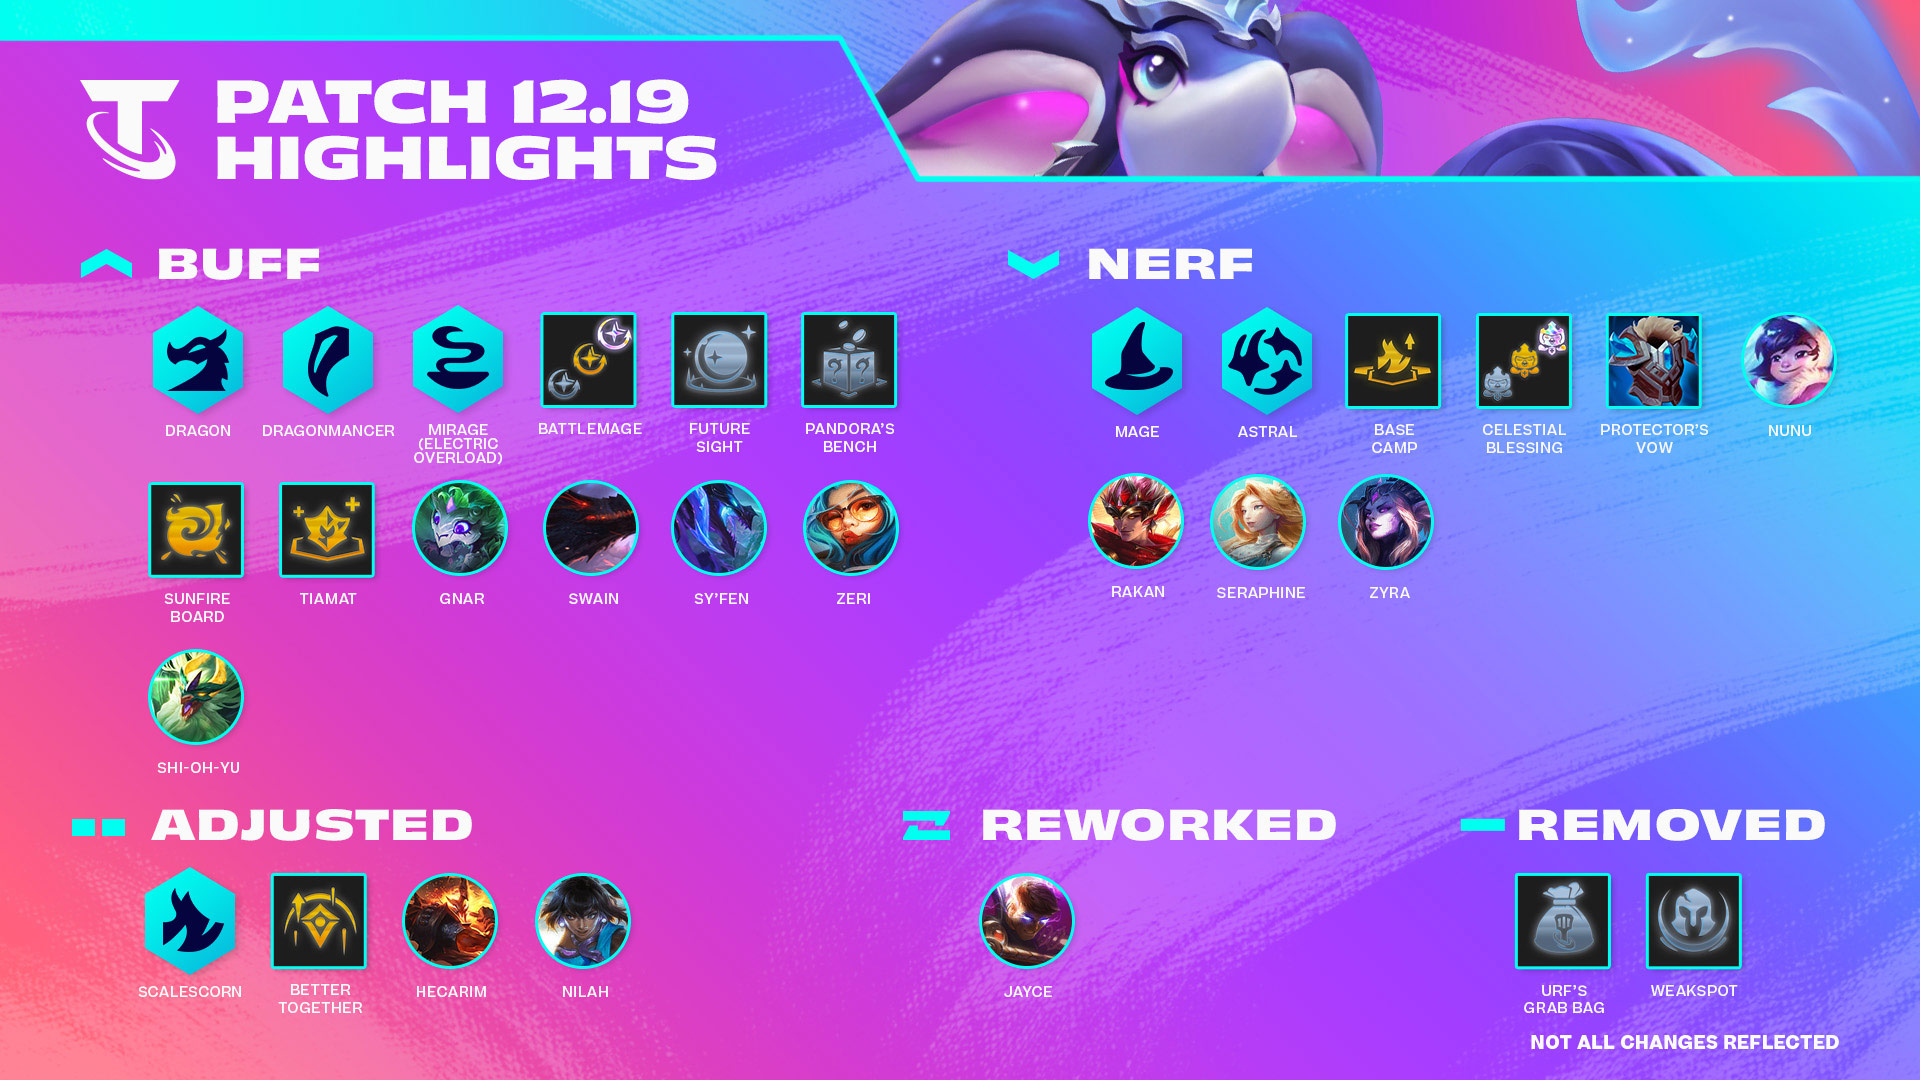 PATCH 12.19
HIGHLIGHTS
BUFF
DRAGON
DRAGONMANCER
MIRAGE
(ELECTRIC
OVERLOAD)
BATTLEMAGE
FUTURE
SIGHT
PANDORA'S
BENCH
SUNFIRE
BOARD
TIAMAT
GNAR
SWAIN
SY'FEN
ZERI
SHI-OH-YU
NERF
MAGE
ASTRAL
BASE
CAMP
CELESTIAL
BLESSING
PROTECTOR'S
VOW
NUNU
RAKAN
SERAPHINE
ZYRA
ADJUSTED
SCALESCORN
BETTER
TOGETHER
HECARIM
NILAH
REWORKED
JAYCE
REMOVED
URF'S
GRAB BAG
WEAKSPOT
NOT ALL CHANGES REFLECTED